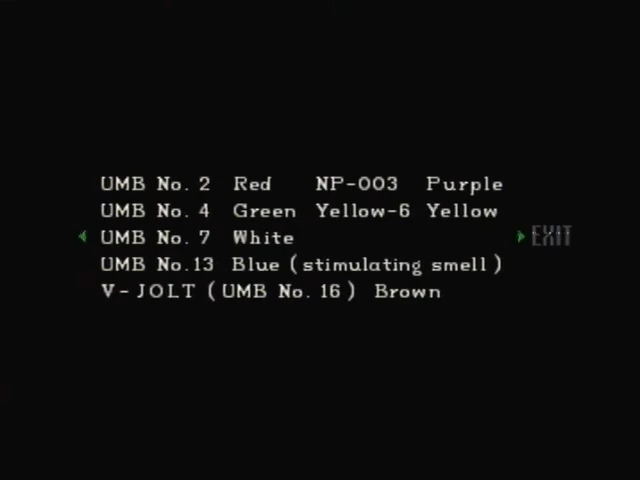 UMB No. 2 Red NP-003 Purple
UMB No. 4 Green Yellow-6 Yellow
UMB No. 7 White EXIT
UMB No.13 Blue (stimulating smell)
V-JOLT (UMB No. 16) Brown